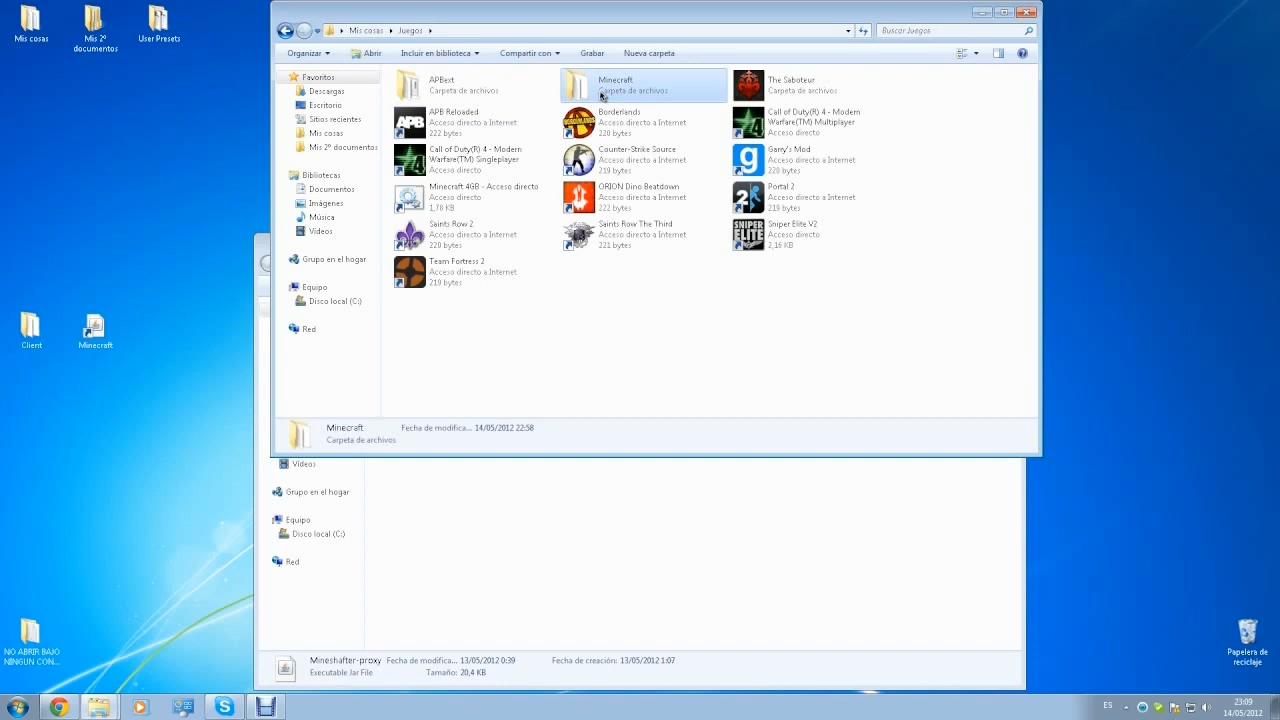 Mis cosas
Mis 2º
documentos
User Presets
Client
Minecraft
NO ABRIR BAJO
NINGUN CON...
Papelera de
reciclaje
Mis cosas
Juegos
Buscar Juegos
Organizar
Abrir
Incluir en biblioteca
Compartir con
Grabar
Nueva carpeta
Favoritos
Descargas
Escritorio
Sitios recientes
Mis cosas
Mis 2º documentos
Bibliotecas
Documentos
Imágenes
Música
Vídeos
Grupo en el hogar
Equipo
Disco local (C:)
Red
APBext
Carpeta de archivos
Minecraft
Carpeta de archivos
The Saboteur
Carpeta de archivos
APB
APB Reloaded
Acceso directo a Internet
222 bytes
Borderlands
Acceso directo a Internet
220 bytes
Call of Duty(R) 4 - Modern
Warfare(TM) Multiplayer
Acceso directo
Call of Duty(R) 4 - Modern
Warfare(TM) Singleplayer
Acceso directo
Counter-Strike Source
Acceso directo a Internet
219 bytes
g
Garry's Mod
Acceso directo a Internet
220 bytes
Minecraft 4GB - Acceso directo
Acceso directo
1,78 KB
ORION Dino Beatdown
Acceso directo a Internet
222 bytes
2
Portal 2
Acceso directo a Internet
219 bytes
Saints Row 2
Acceso directo a Internet
220 bytes
Saints Row The Third
Acceso directo a Internet
221 bytes
SNIPER
ELITE
Sniper Elite V2
Acceso directo
2,16 KB
Team Fortress 2
Acceso directo a Internet
219 bytes
Minecraft
Fecha de modifica... 14/05/2012 22:58
Carpeta de archivos
Vídeos
Grupo en el hogar
Equipo
Disco local (C:)
Red
Mineshafter-proxy
Fecha de modifica... 13/05/2012 0:39
Fecha de creación: 13/05/2012 1:07
Executable Jar File
Tamaño: 20,4 KB
ES
23:09
14/05/2012